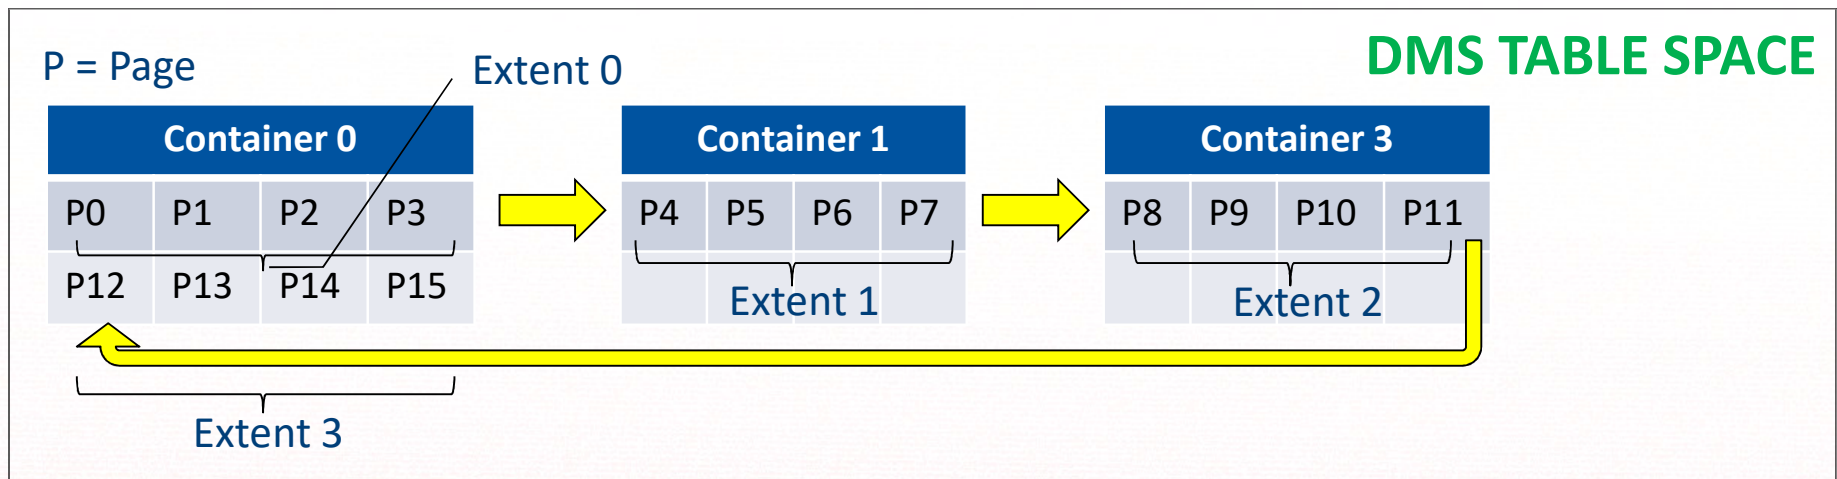 DMS TABLE SPACE
P = Page
Extent 0
Container 0
Container 1
Container 3
P0 P1 P2 P3
P4 P5 P6 P7
P8 P9 P10 P11
P12 P13 P14 P15
Extent 1
Extent 2
Extent 3